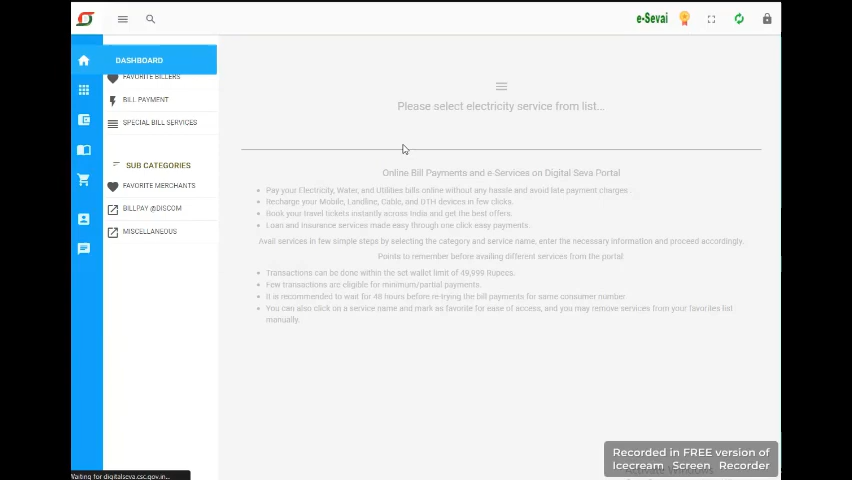 e-Sevai
DASHBOARD
FAVORITE BILLERS
BILL PAYMENT
SPECIAL BILL SERVICES
SUB CATEGORIES
FAVORITE MERCHANTS
BILLPAY @DISCOM
MISCELLANEOUS
Please select electricity service from list...
Online Bill Payments and e-Services on Digital Seva Portal
Pay your Electricity, Water, and Utilities bills online without any hassle and avoid late payment charges...
Recharge your Mobile, Landline, Cable, and DTH devices in few clicks.
Book your travel tickets instantly across India and get the best offers.
Loan and Insurance services made easy through one click easy payments.
Avail services in few simple steps by selecting the category and service name, enter the necessary information and proceed accordingly.
Points to remember before availing different services from the portal:
Transactions can be done within the set wallet limit of 49,999 Rupees.
Few transactions are eligible for minimum/partial payments.
It is recommended to wait for 48 hours before re-trying the bill payments for same consumer number.
You can also click on a service name and mark as favorite for ease of access, and you may remove services from your favorites list
manually.
Recorded in FREE version of
Icecream Screen Recorder
Waiting for digitalseva.csc.gov.in...